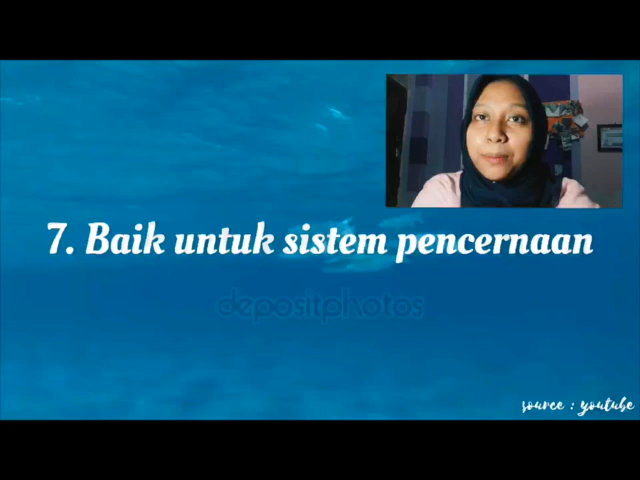 7. Baik untuk sistem pencernaan
depositphotos
source : youtube